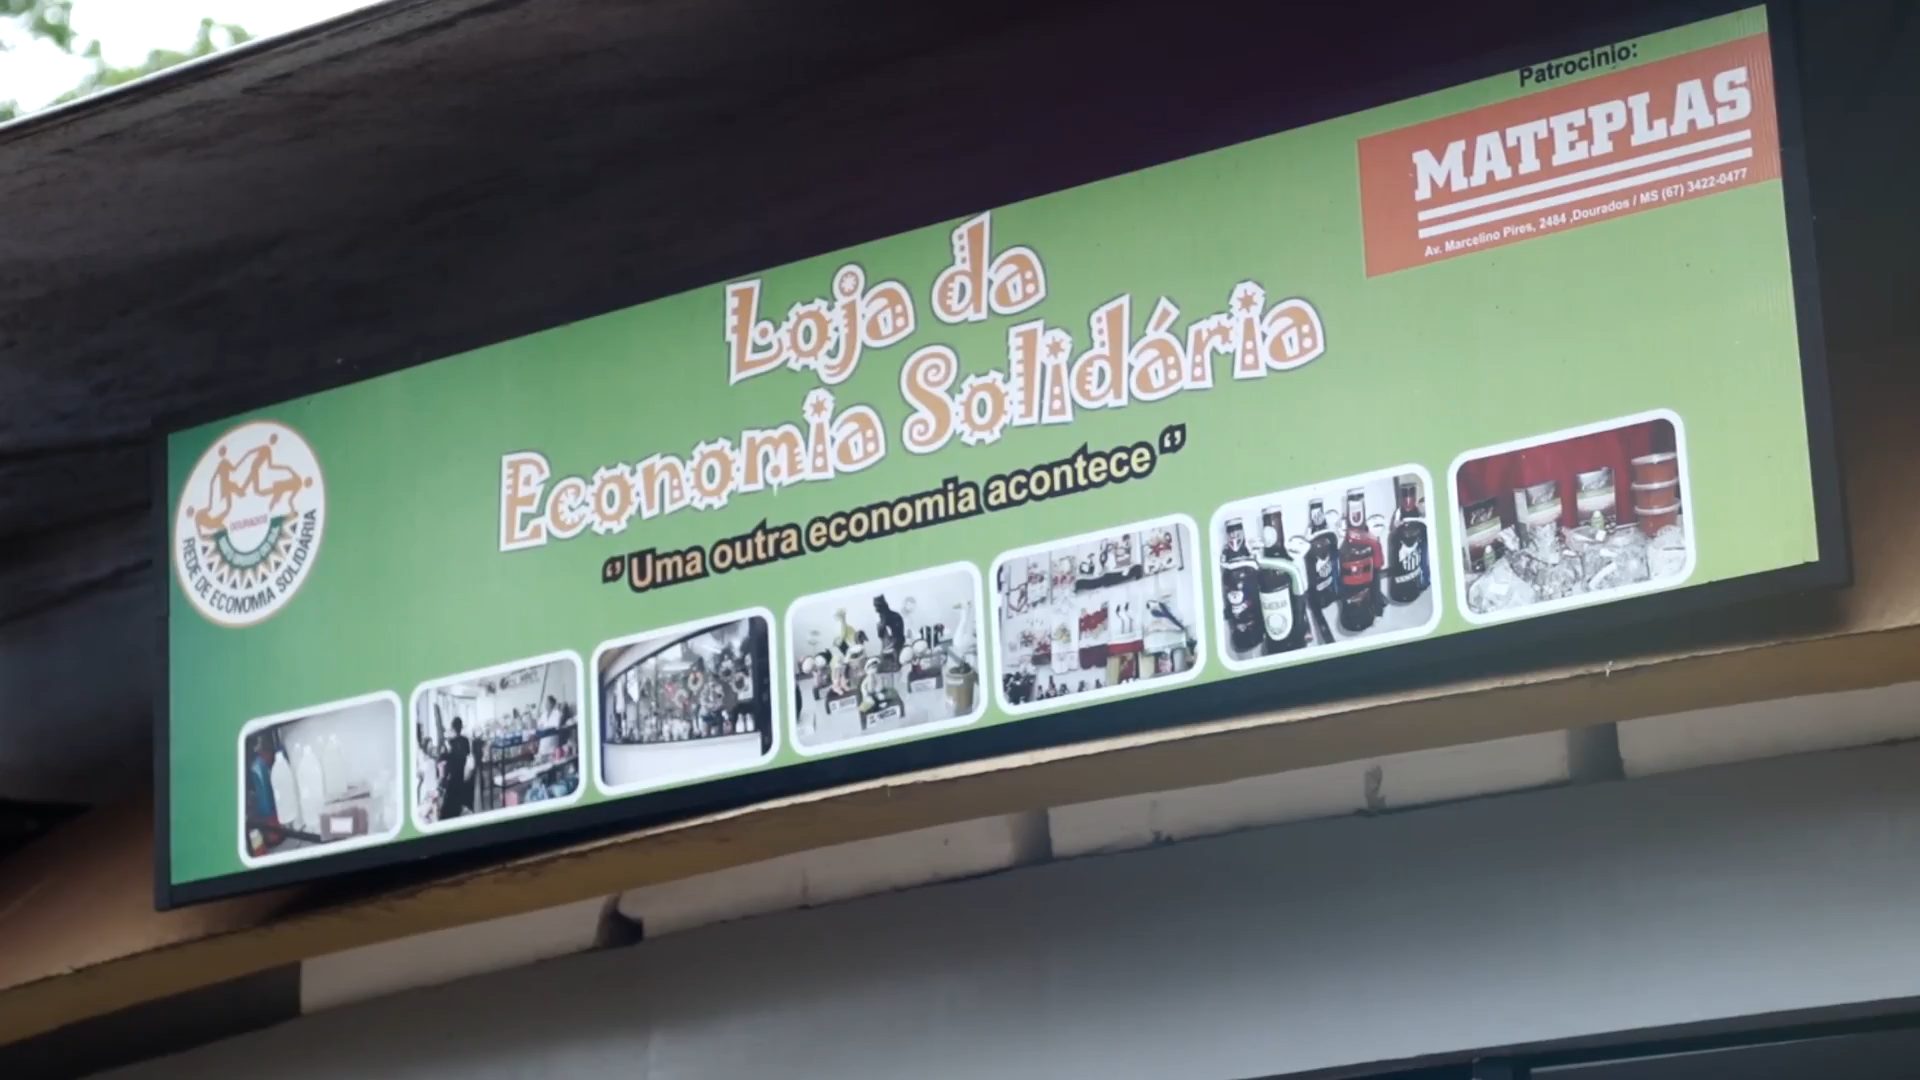 Patrocínio:
MATEPLAS
Av. Marcelino Pires, 2484 ,Dourados / MS (67) 3422-0477
Loja da
Economia Solidária
“ Uma outra economia acontece “
DOURADOS
REDE DE ECONOMIA SOLIDÁRIA